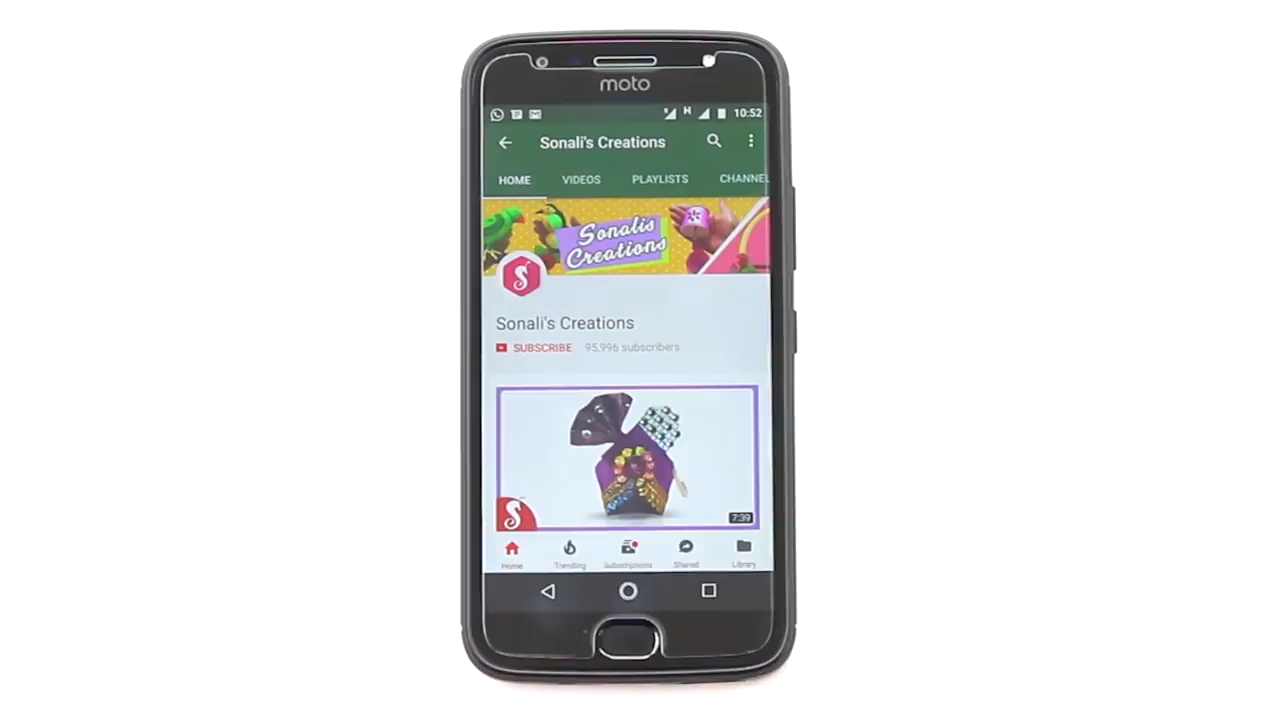 moto
H
10:52
Sonali's Creations
HOME VIDEOS PLAYLISTS CHANNEL
Sonalis
Creations
Sonali's Creations
SUBSCRIBE 95,996 subscribers
7:39
Home Trending Subscriptions Shared Library